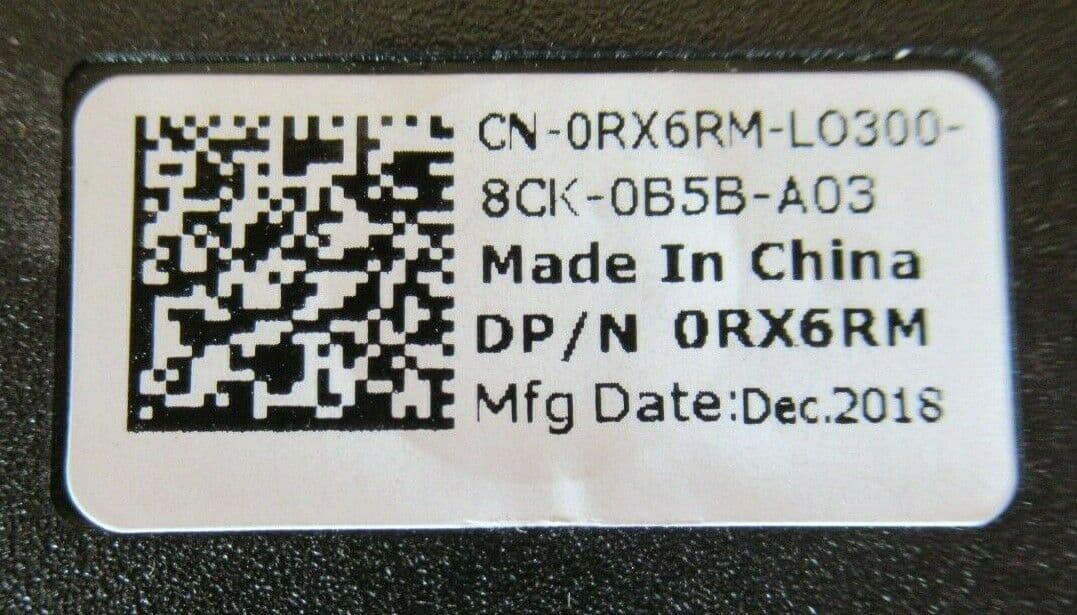 CN-0RX6RM-LO300-
8CK-0B5B-A03
Made In China
DP/N 0RX6RM
Mfg Date:Dec.2018